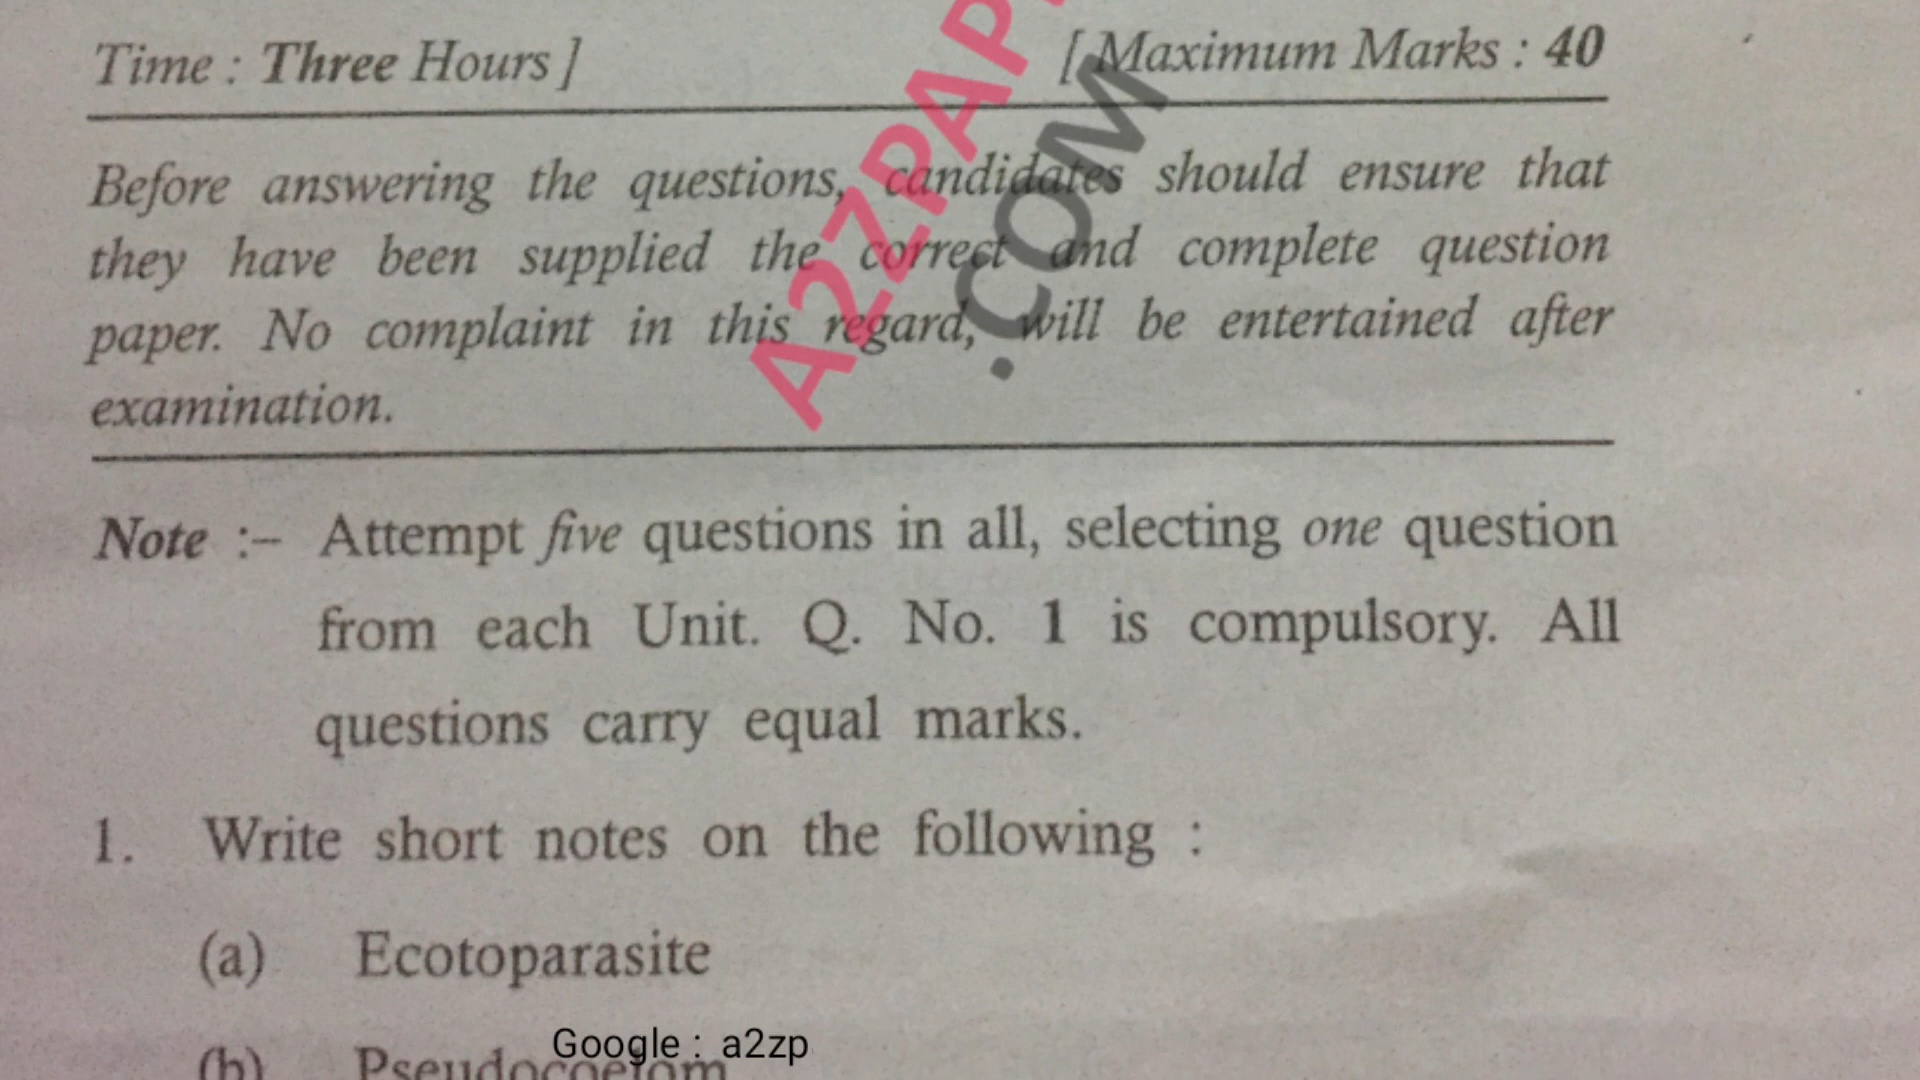 Time : Three Hours ] [ Maximum Marks : 40
Before answering the questions, candidates should ensure that
they have been supplied the correct and complete question
paper. No complaint in this regard, will be entertained after
examination.
A2ZPAP
.COM
Note :– Attempt five questions in all, selecting one question
from each Unit. Q. No. 1 is compulsory. All
questions carry equal marks.
1. Write short notes on the following :
(a) Ecotoparasite
(b) Pseudocoelom
Google : a2zp